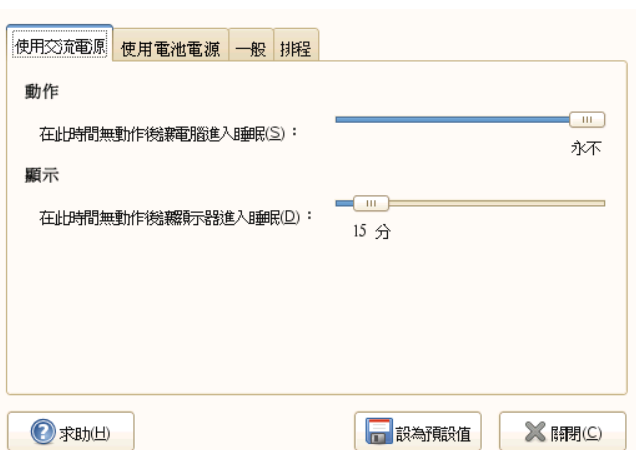 使用交流電源 使用電池電源 一般 排程
動作
在此時間無動作後讓電腦進入睡眠(S)：
永不
顯示
在此時間無動作後讓顯示器進入睡眠(D)：
15 分
求助(H) 設為預設值 關閉(C)